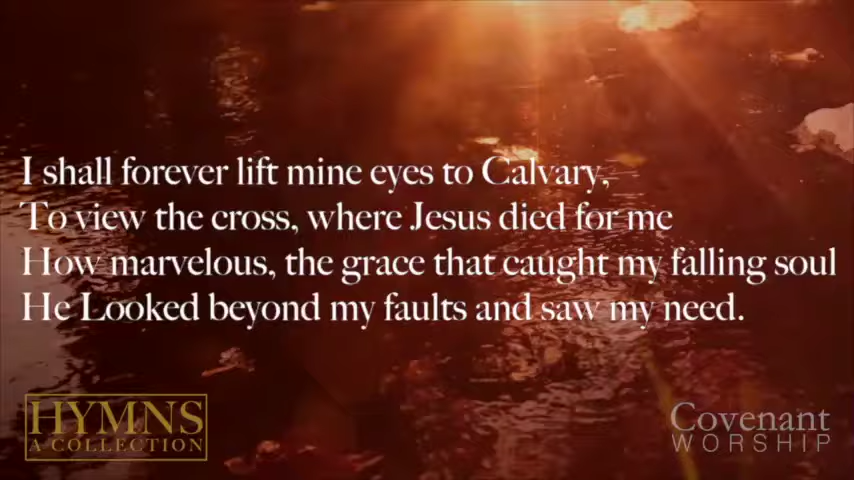 I shall forever lift mine eyes to Calvary,
To view the cross, where Jesus died for me
How marvelous, the grace that caught my falling soul
He Looked beyond my faults and saw my need.
HYMNS
A COLLECTION
Covenant
WORSHIP